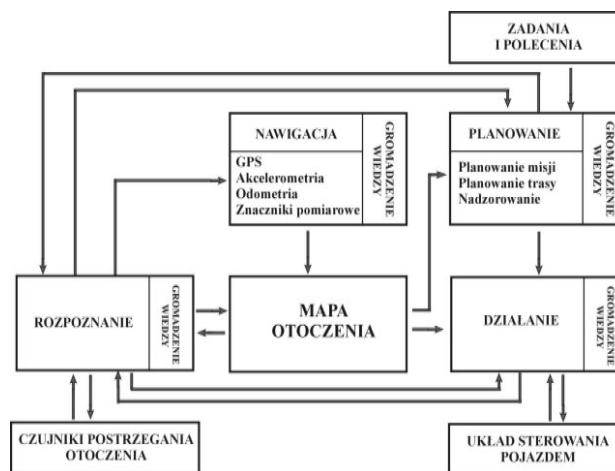 ZADANIA
I POLECENIA
NAWIGACJA
GPS
Akcelerometria
Odometria
Znaczniki pomiarowe
GROMADZENIE
WIEDZY
PLANOWANIE
Planowanie misji
Planowanie trasy
Nadzorowanie
GROMADZENIE
WIEDZY
ROZPOZNANIE
GROMADZENIE
WIEDZY
MAPA
OTOCZENIA
DZIAŁANIE
GROMADZENIE
WIEDZY
CZUJNIKI POSTRZEGANIA
OTOCZENIA
UKŁAD STEROWANIA
POJAZDEM